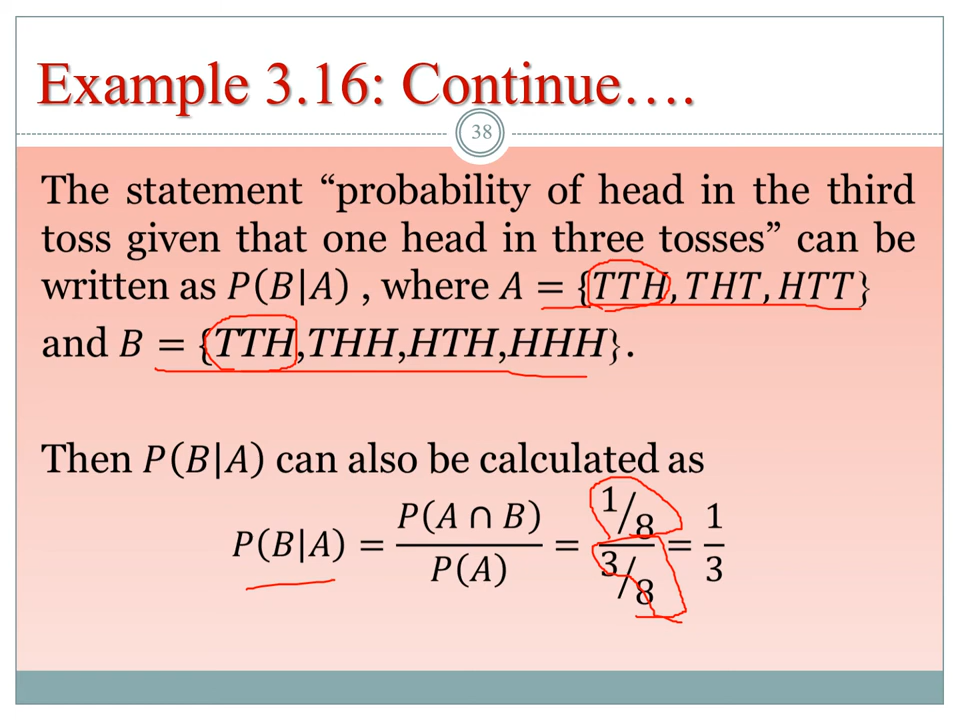 Example 3.16: Continue….
38
The statement “probability of head in the third
toss given that one head in three tosses” can be
written as P(B|A) , where A = {TTH, THT, HTT}
and B = {TTH,THH,HTH,HHH}.
Then P(B|A) can also be calculated as
P(B|A) = P(A ∩ B) / P(A) = (1/8) / (3/8) = 1/3